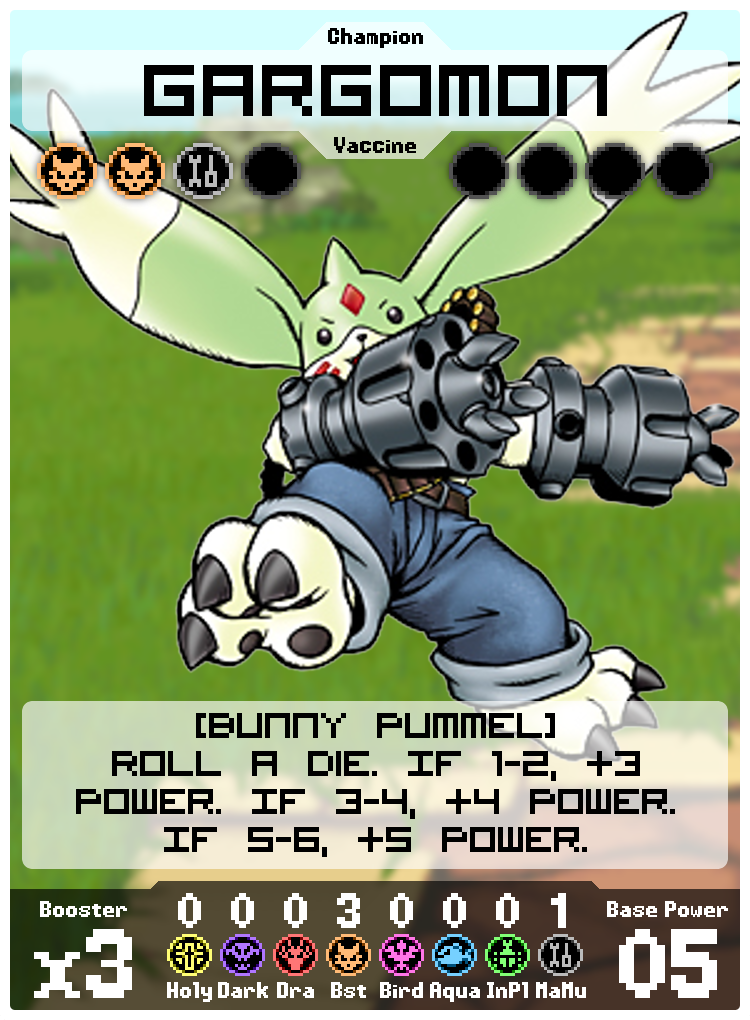 Champion
GARGOMON
Vaccine
[BUNNY PUMMEL]
ROLL A DIE. IF 1-2, +3
POWER. IF 3-4, +4 POWER.
IF 5-6, +5 POWER.
Booster 0 0 0 3 0 0 0 1 Base Power
x3 05
Holy Dark Dra Bst Bird Aqua InPl MaMu